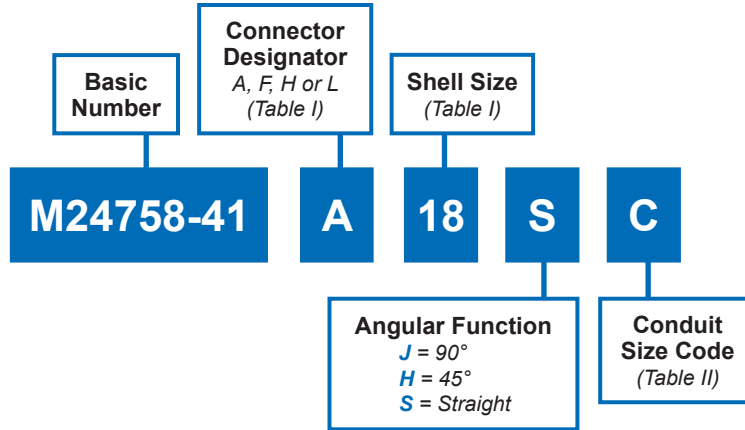 Connector
Designator
A, F, H or L
(Table I)
Basic
Number
Shell Size
(Table I)
M24758-41
A
18
S
C
Angular Function
J = 90°
H = 45°
S = Straight
Conduit
Size Code
(Table II)